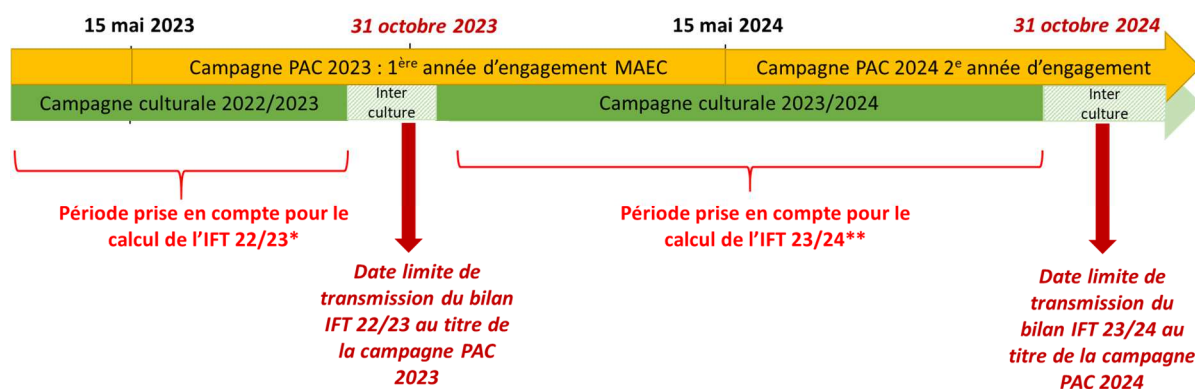 15 mai 2023
31 octobre 2023
15 mai 2024
31 octobre 2024
Campagne PAC 2023 : 1ère année d'engagement MAEC
Campagne PAC 2024 2e année d'engagement
Campagne culturale 2022/2023
Inter
culture
Campagne culturale 2023/2024
Inter
culture
Période prise en compte pour le
calcul de l'IFT 22/23*
Période prise en compte pour le
calcul de l'IFT 23/24**
Date limite de
transmission du bilan
IFT 22/23 au titre de
la campagne PAC
2023
Date limite de
transmission du
bilan IFT 23/24 au
titre de la campagne
PAC 2024